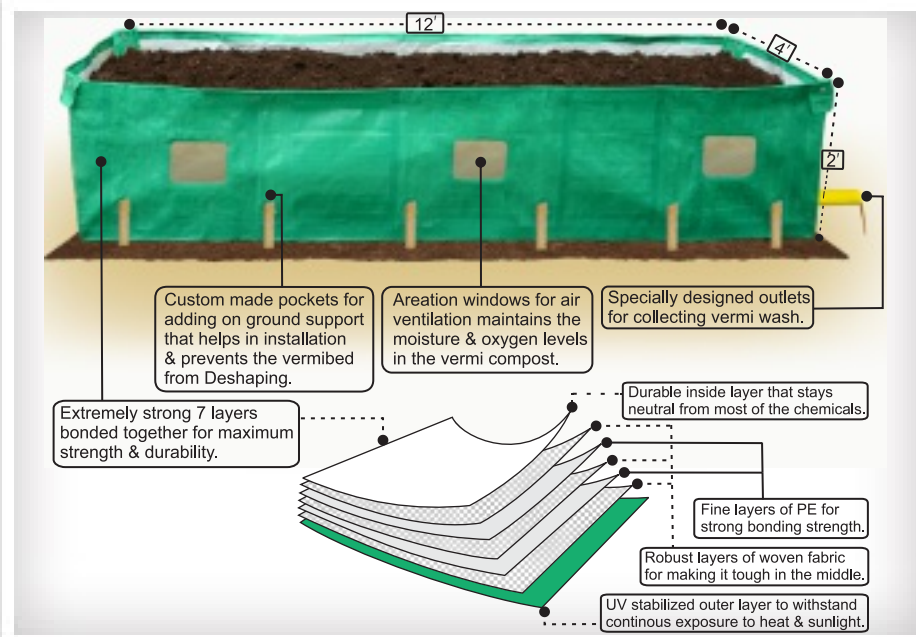 12'
4'
2'
Custom made pockets for
adding on ground support
that helps in installation
& prevents the vermibed
from Deshaping.
Areation windows for air
ventilation maintains the
moisture & oxygen levels
in the vermi compost.
Specially designed outlets
for collecting vermi wash.
Extremely strong 7 layers
bonded together for maximum
strength & durability.
Durable inside layer that stays
neutral from most of the chemicals.
Fine layers of PE for
strong bonding strength.
Robust layers of woven fabric
for making it tough in the middle.
UV stabilized outer layer to withstand
continous exposure to heat & sunlight.